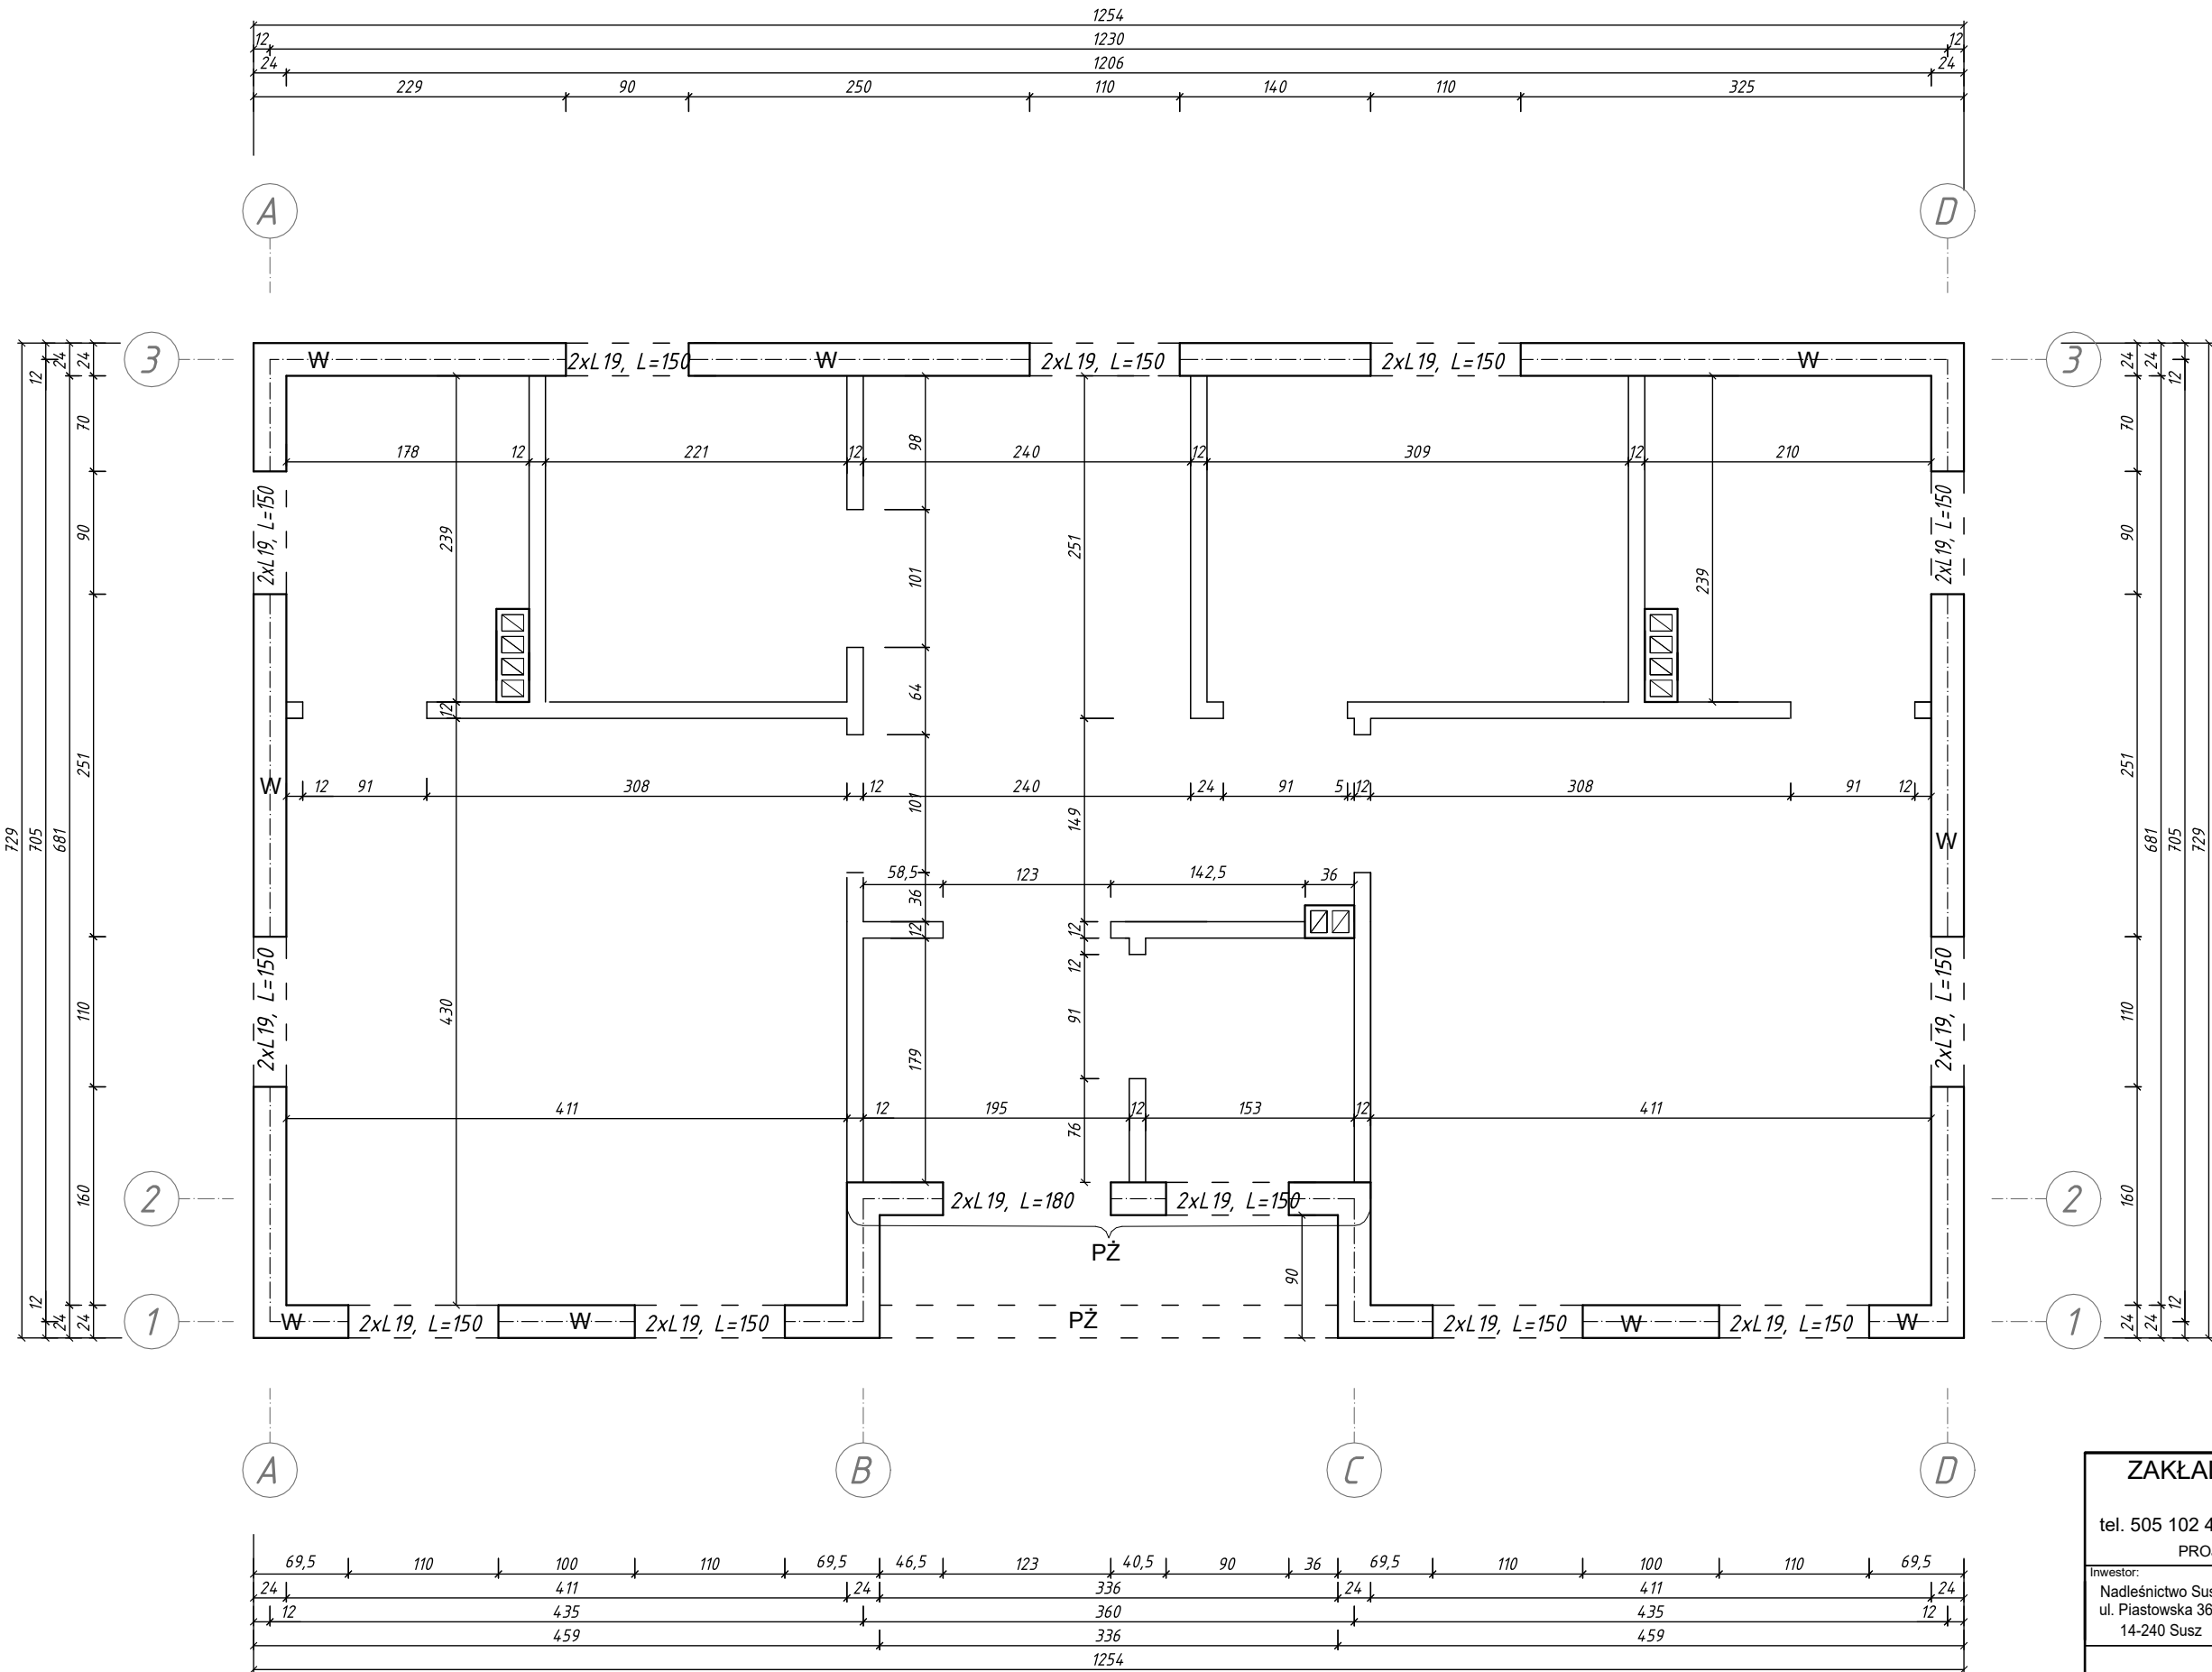 1254
12 1230 12
24 1206 24
229 90 250 110 140 110 325
A D
3 W 2xL19, L=150 W 2xL19, L=150 2xL19, L=150 W 3
12 24 24
24 24 12
70 70
178 12 221 12 98 240 12 309 12 210
90 2xL19, L=150 239 101 251 239 2xL19, L=150 90
64
12
251 W 12 91 308 12 101 240 24 91 5 12 308 91 12 W 251
729 705 681 149 681 705 729
58,5 123 142,5 36
36
12 12
12
110 2xL19, L=150 430 91 2xL19, L=150 110
179
411 12 195 12 153 12 411
76
160 160
2 2xL19, L=180 2xL19, L=150 2
PŻ
90
12 24 24
24 24 12
1 W 2xL19, L=150 W 2xL19, L=150 PŻ 2xL19, L=150 W 2xL19, L=150 W 1
A B C D
69,5 110 100 110 69,5 46,5 123 40,5 90 36 69,5 110 100 110 69,5
24 411 24 336 24 411 24
12 435 360 435 12
459 336 459
1254
ZAKŁA
tel. 505 102 4
PRO
Inwestor:
Nadleśnictwo Sus
ul. Piastowska 36
14-240 Susz